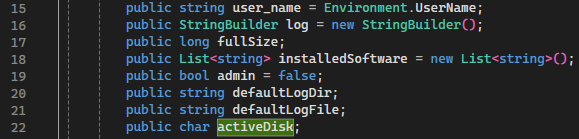 15 public string user_name = Environment.UserName;
16 public StringBuilder log = new StringBuilder();
17 public long fullSize;
18 public List<string> installedSoftware = new List<string>();
19 public bool admin = false;
20 public string defaultLogDir;
21 public string defaultLogFile;
22 public char activeDisk;